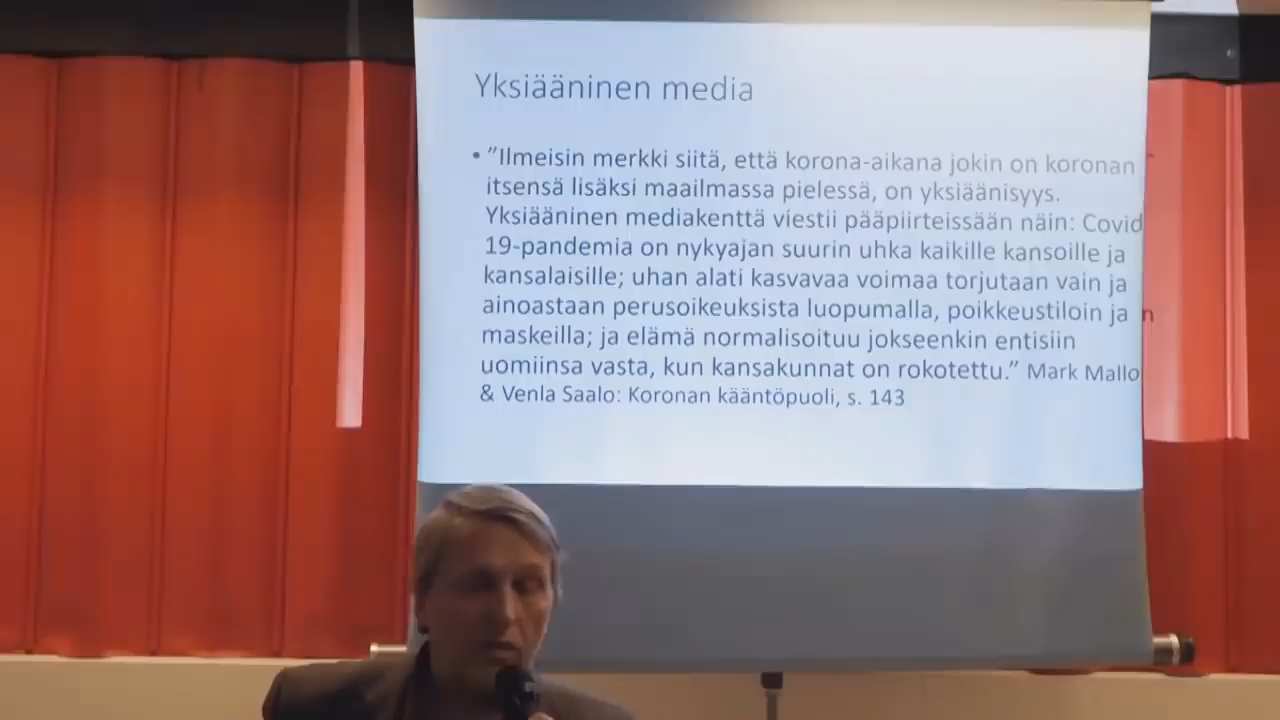 Yksiääninen media
• ”Ilmeisin merkki siitä, että korona-aikana jokin on koronan
itsensä lisäksi maailmassa pielessä, on yksiäänisyys.
Yksiääninen mediakenttä viestii pääpiirteissään näin: Covid
19-pandemia on nykyajan suurin uhka kaikille kansoille ja
kansalaisille; uhan alati kasvavaa voimaa torjutaan vain ja
ainoastaan perusoikeuksista luopumalla, poikkeustiloin ja
maskeilla; ja elämä normalisoituu jokseenkin entisiin
uomiinsa vasta, kun kansakunnat on rokotettu.” Mark Mallo
& Venla Saalo: Koronan kääntöpuoli, s. 143